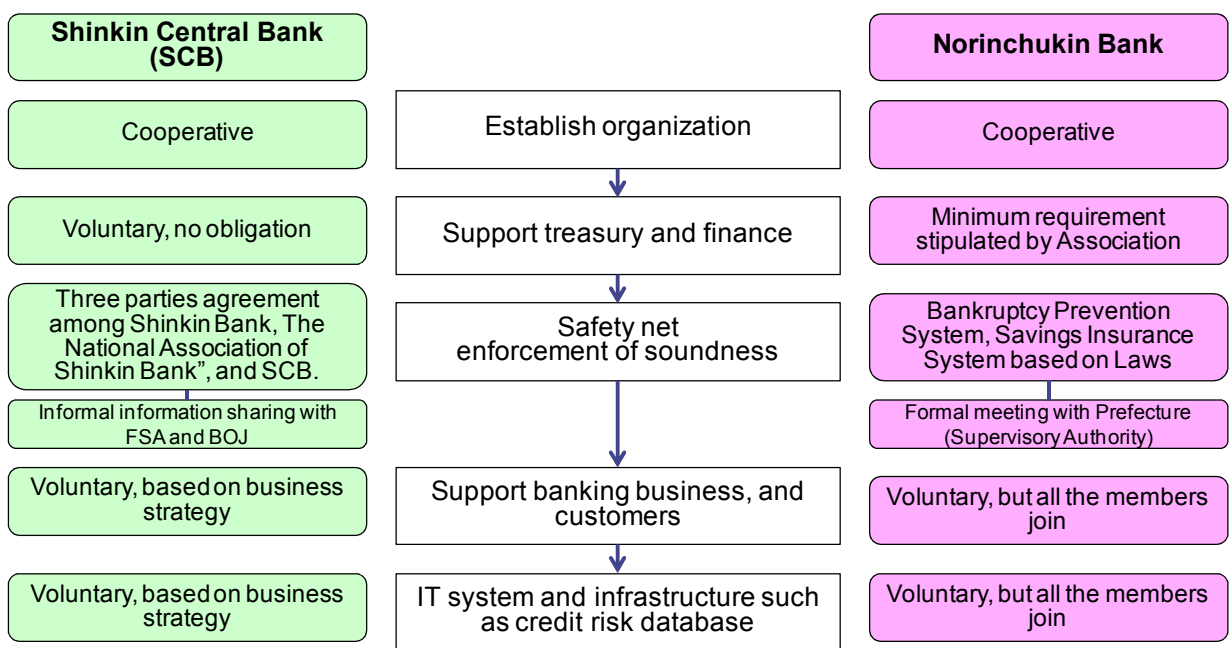 Shinkin Central Bank
(SCB)
Norinchukin Bank
Cooperative
Establish organization
Cooperative
Voluntary, no obligation
Support treasury and finance
Minimum requirement
stipulated by Association
Three parties agreement
among Shinkin Bank, The
National Association of
Shinkin Bank”, and SCB.
Safety net
enforcement of soundness
Bankruptcy Prevention
System, Savings Insurance
System based on Laws
Informal information sharing with
FSA and BOJ
Formal meeting with Prefecture
(Supervisory Authority)
Voluntary, based on business
strategy
Support banking business, and
customers
Voluntary, but all the members
join
Voluntary, based on business
strategy
IT system and infrastructure such
as credit risk database
Voluntary, but all the members
join